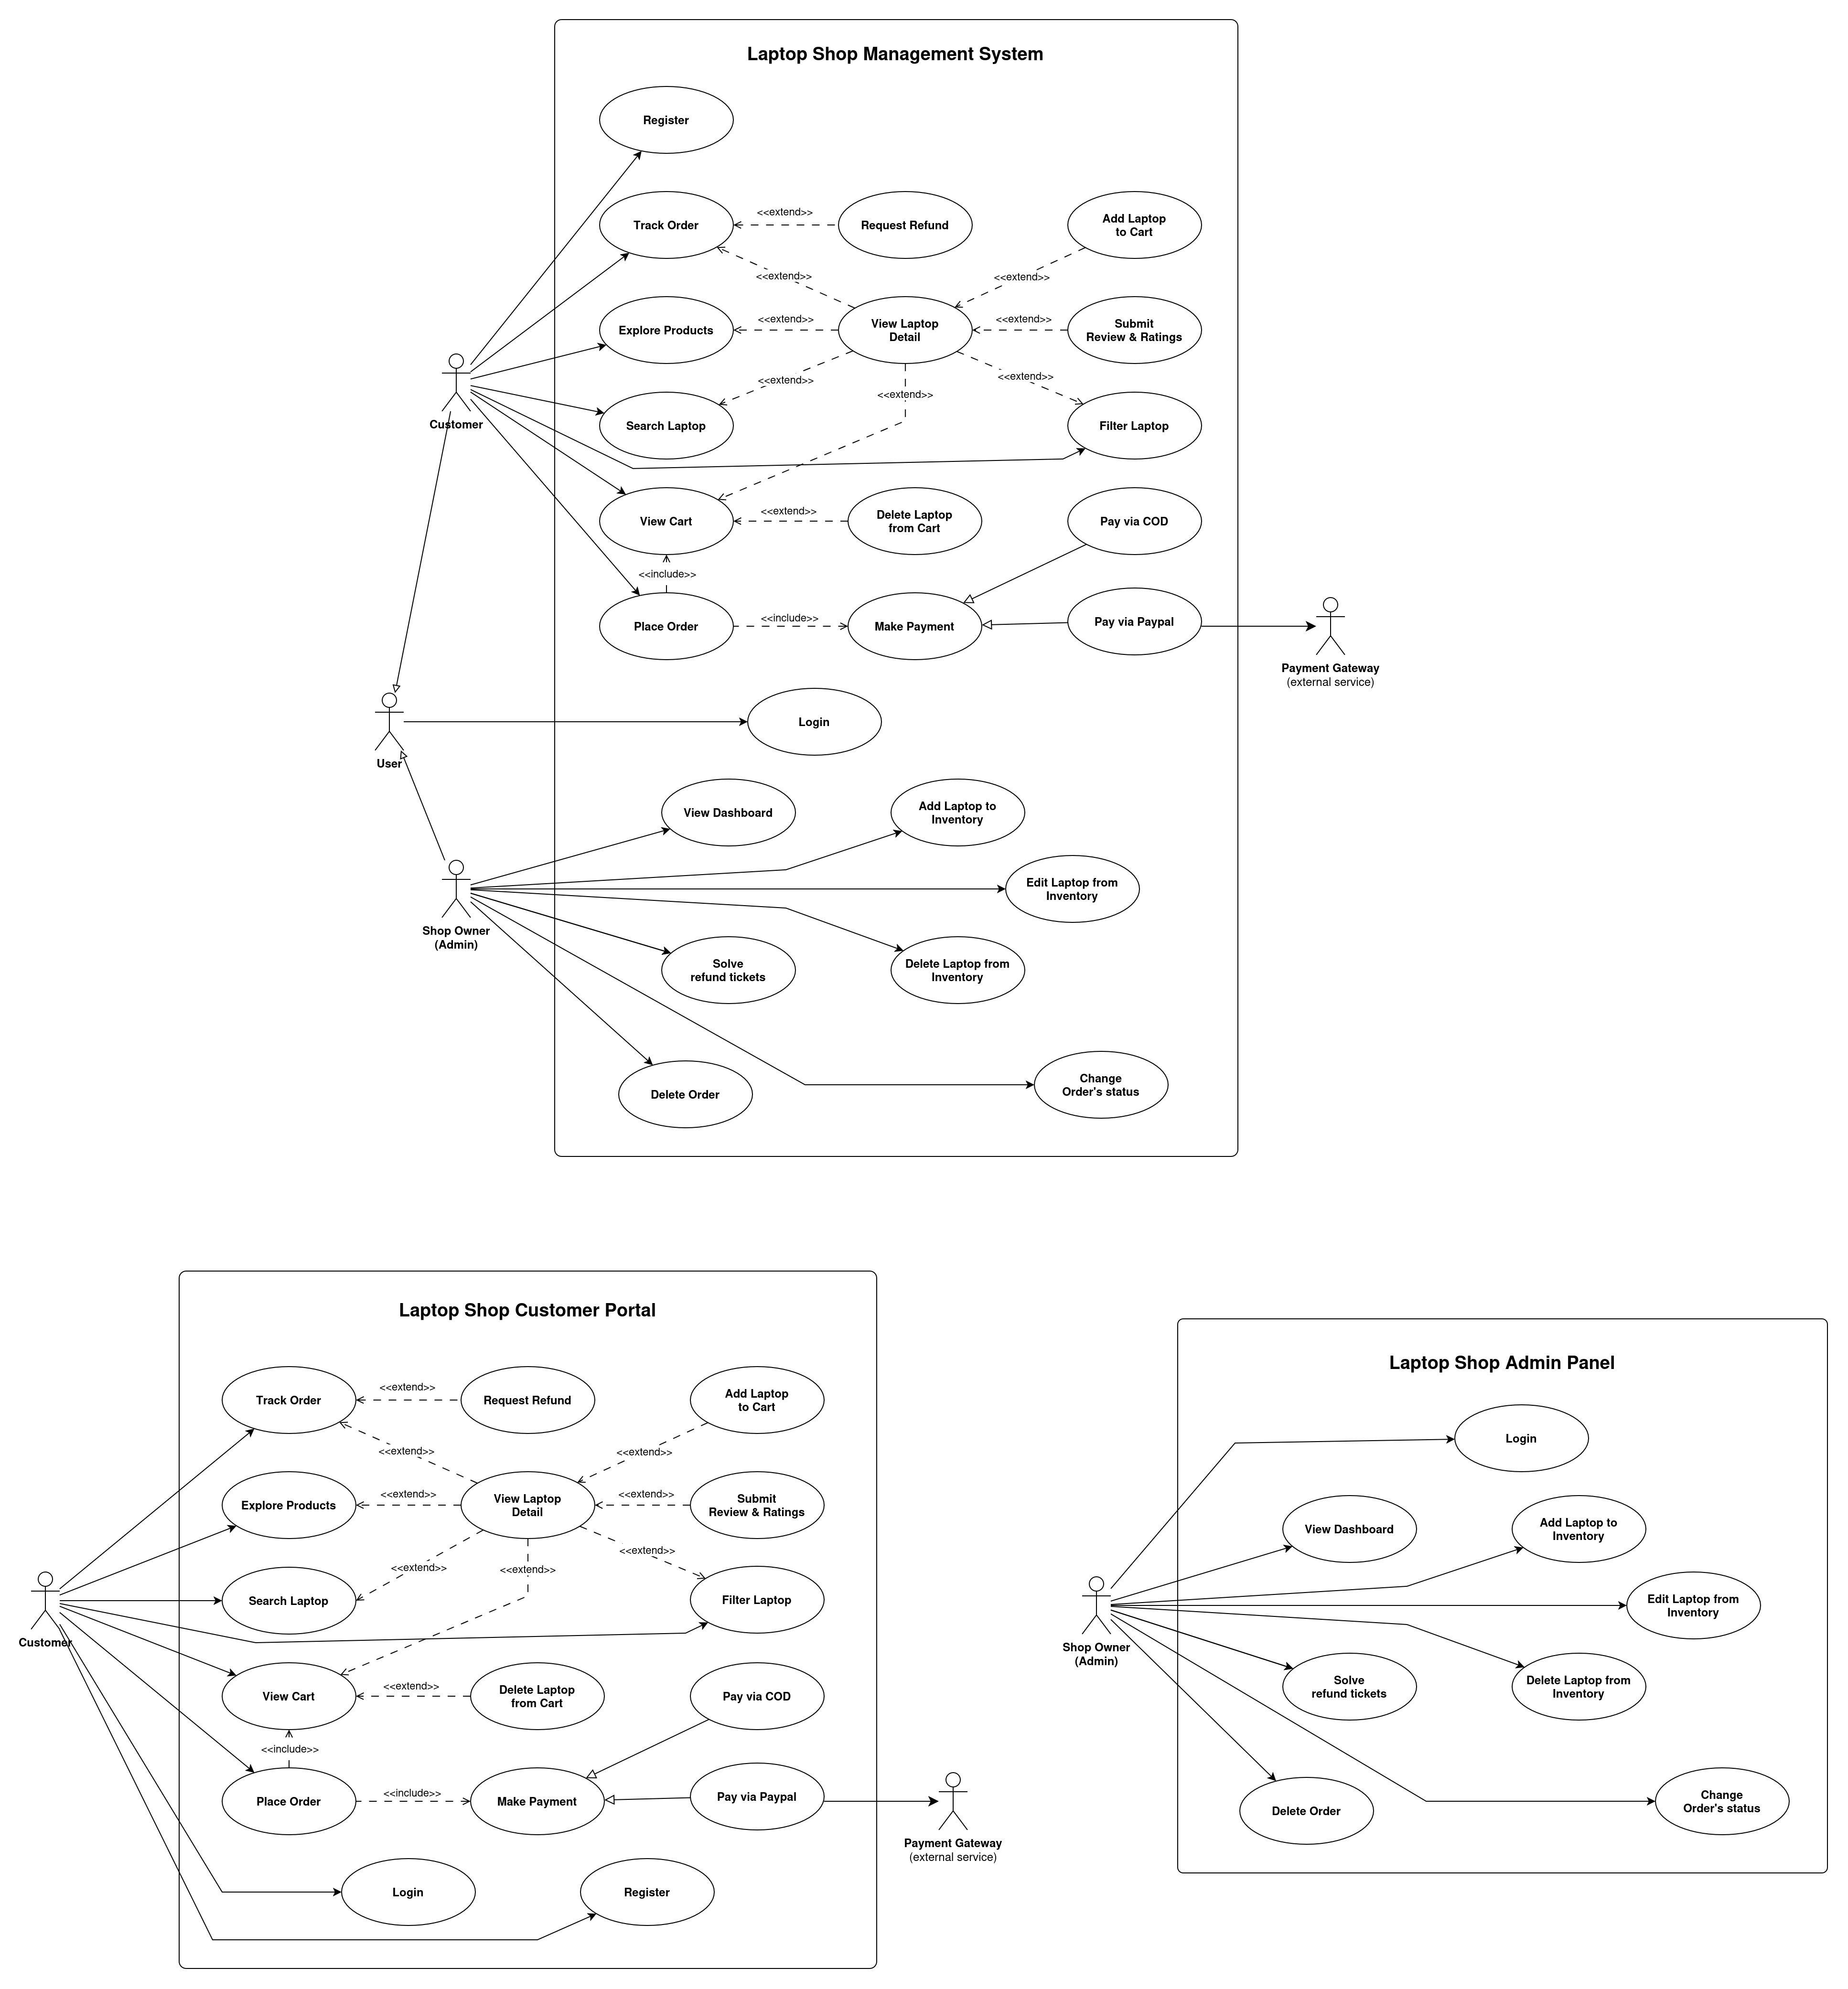 Laptop Shop Management System
Register
Track Order
<<extend>>
Request Refund
Add Laptop
to Cart
<<extend>>
<<extend>>
Explore Products
<<extend>>
View Laptop
Detail
<<extend>>
Submit
Review & Ratings
<<extend>>
<<extend>>
<<extend>>
Customer
Search Laptop
Filter Laptop
View Cart
<<extend>>
Delete Laptop
from Cart
Pay via COD
<<include>>
Place Order
<<include>>
Make Payment
Pay via Paypal
Payment Gateway
(external service)
Login
User
View Dashboard
Add Laptop to
Inventory
Edit Laptop from
Inventory
Shop Owner
(Admin)
Solve
refund tickets
Delete Laptop from
Inventory
Delete Order
Change
Order's status
Laptop Shop Customer Portal
Track Order
<<extend>>
Request Refund
Add Laptop
to Cart
<<extend>>
<<extend>>
Explore Products
<<extend>>
View Laptop
Detail
<<extend>>
Submit
Review & Ratings
<<extend>>
<<extend>>
<<extend>>
Search Laptop
Filter Laptop
Customer
View Cart
<<extend>>
Delete Laptop
from Cart
Pay via COD
<<include>>
Place Order
<<include>>
Make Payment
Pay via Paypal
Payment Gateway
(external service)
Login
Register
Laptop Shop Admin Panel
Login
View Dashboard
Add Laptop to
Inventory
Edit Laptop from
Inventory
Shop Owner
(Admin)
Solve
refund tickets
Delete Laptop from
Inventory
Delete Order
Change
Order's status